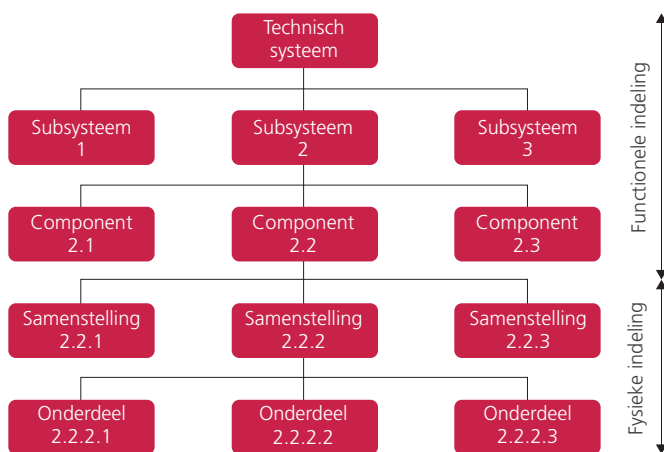 Technisch
systeem
Subsysteem
1
Subsysteem
2
Subsysteem
3
Component
2.1
Component
2.2
Component
2.3
Samenstelling
2.2.1
Samenstelling
2.2.2
Samenstelling
2.2.3
Onderdeel
2.2.2.1
Onderdeel
2.2.2.2
Onderdeel
2.2.2.3
Functionele indeling
Fysieke indeling